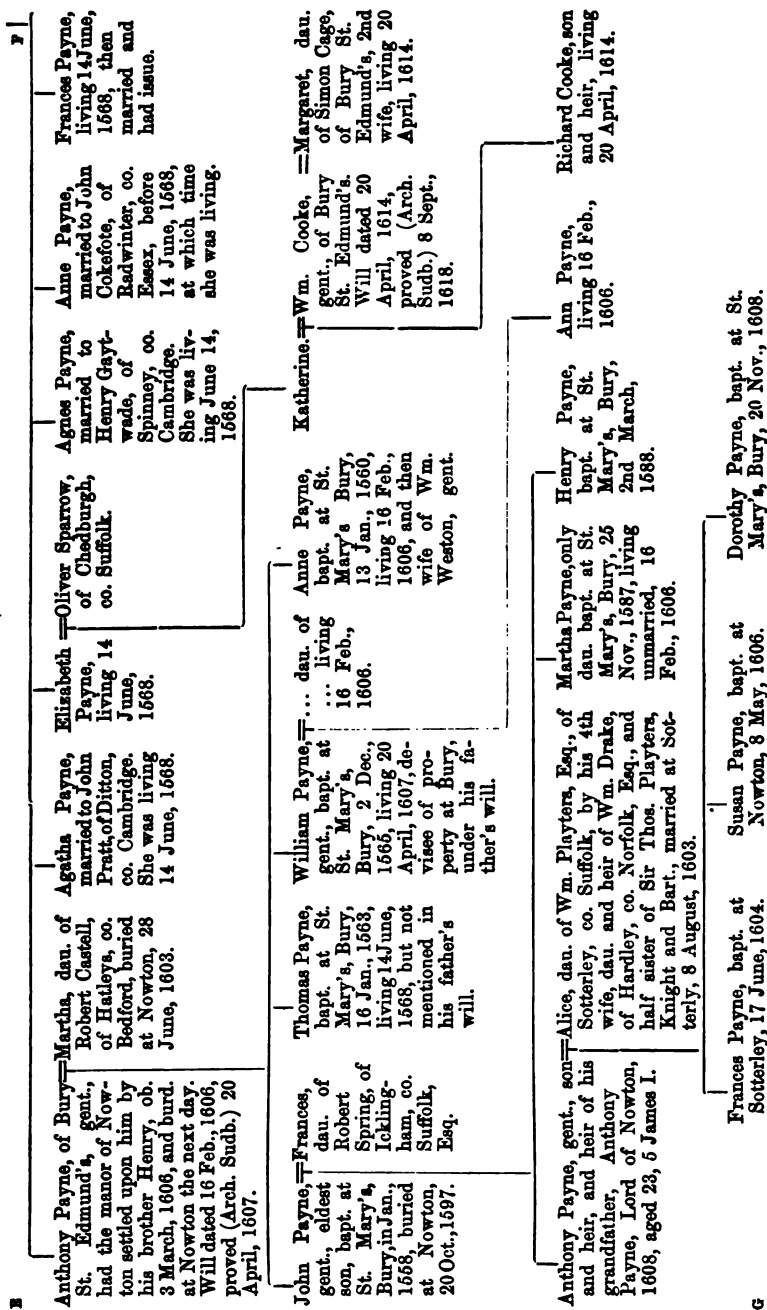 E
F
Anthony Payne, of Bury
St. Edmund's, gent.,
had the manor of Now-
ton settled upon him by
his brother Henry, ob.
3 March, 1606, and burd.
at Nowton the next day.
Will dated 16 Feb., 1606,
proved (Arch. Sudb.) 20
April, 1607.
=Martha, dau. of
Robert Castell,
of Hatleys, co.
Bedford, buried
at Nowton, 28
June, 1603.
Agatha Payne,
married to John
Pratt, of Ditton,
co. Cambridge.
She was living
14 June, 1568.
Elizabeth
Payne,
living 14
June,
1568.
=Oliver Sparrow,
of Chedburgh,
co. Suffolk.
Agnes Payne,
married to
Henry Gayt-
wade, of
Spinney, co.
Cambridge.
She was liv-
ing June 14,
1568.
Anne Payne,
married to John
Cokefote, of
Radwinter, co.
Essex, before
14 June, 1568,
at which time
she was living.
Frances Payne,
living 14 June,
1568, then
married and
had issue.
John Payne,
gent., eldest
son, bapt. at
St. Mary's,
Bury, in Jan.,
1558, buried
at Nowton,
20 Oct., 1597.
=Frances,
dau. of
Robert
Spring, of
Ickling-
ham, co.
Suffolk,
Esq.
Thomas Payne,
bapt. at St.
Mary's, Bury,
16 Jan., 1563,
living 14 June,
1568, but not
mentioned in
his father's
will.
William Payne,
gent., bapt. at
St. Mary's,
Bury, 2 Dec.,
1565, living 20
April, 1607, de-
visee of pro-
perty at Bury,
under his fa-
ther's will.
=... dau. of
... living
16 Feb.,
1606.
Anne Payne,
bapt. at St.
Mary's Bury,
13 Jan., 1560,
living 16 Feb.,
1606, and then
wife of Wm.
Weston, gent.
Katherine.
=Wm. Cooke,
gent., of Bury
St. Edmund's.
Will dated 20
April, 1614,
proved (Arch.
Sudb.) 8 Sept.,
1618.
=Margaret, dau.
of Simon Cage,
of Bury St.
Edmund's, 2nd
wife, living 20
April, 1614.
Anthony Payne, gent., son
and heir, and heir of his
grandfather, Anthony
Payne, Lord of Nowton,
1608, aged 23, 5 James I.
=Alice, dau. of Wm. Playters, Esq., of
Sotterley, co. Suffolk, by his 4th
wife, dau. and heir of Wm. Drake,
of Hardley, co. Norfolk, Esq., and
half sister of Sir Thos. Playters,
Knight and Bart., married at Sot-
terly, 8 August, 1603.
Martha Payne, only
dau. bapt. at St.
Mary's, Bury, 25
Nov., 1587, living
unmarried, 16
Feb., 1606.
Henry Payne,
bapt. at St.
Mary's, Bury,
2nd March,
1588.
Ann Payne,
living 16 Feb.,
1606.
Richard Cooke, son
and heir, living
20 April, 1614.
G
Frances Payne, bapt. at
Sotterley, 17 June, 1604.
Susan Payne, bapt. at
Nowton, 8 May, 1606.
Dorothy Payne, bapt. at St.
Mary's, Bury, 20 Nov., 1608.